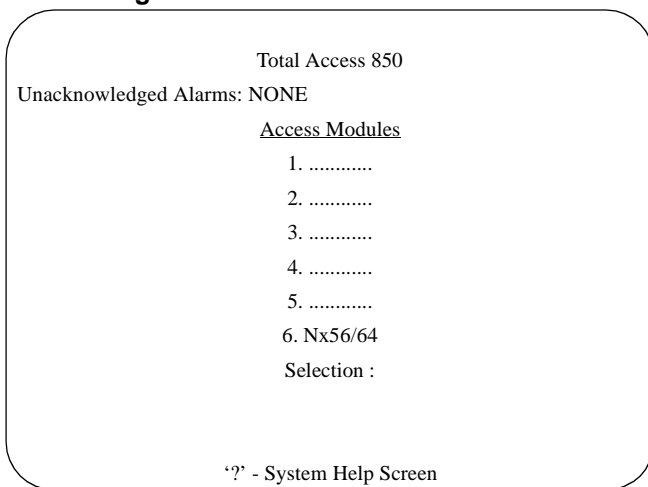 Total Access 850
Unacknowledged Alarms: NONE
Access Modules
1. ............
2. ............
3. ............
4. ............
5. ............
6. Nx56/64
Selection :
‘?’ - System Help Screen